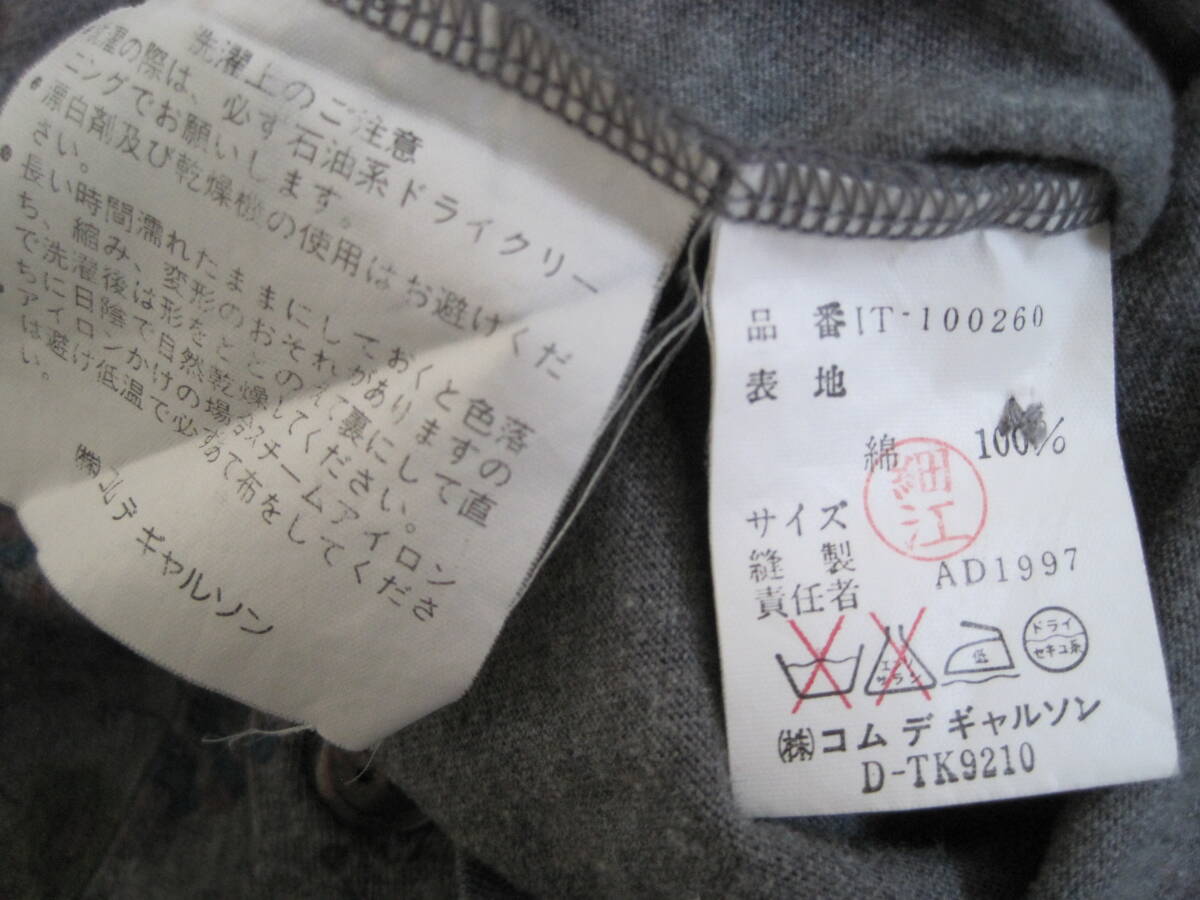 洗濯上のご注意
の際は、必ず石油系ドライクリー
ニングでお願いします。
●漂白剤及び乾燥機の使用はお避けくだ
さい。
●長い時間濡れたままにしておくと色落
ち、縮み、変形のおそれがありますの
で洗濯後は形をととのえて裏にして直
ちに日陰で自然乾燥してください。
アイロンかけの場合スチームアイロン
は避け低温で必ずあて布をしてくださ
い。
㈱コムデギャルソン
品番 IT-100260
表地
綿 100%
細江
サイズ
縫製
責任者 AD1997
エンソ
サラシ
低
ドライ
セキユ系
㈱コム デ ギャルソン
D-TK9210